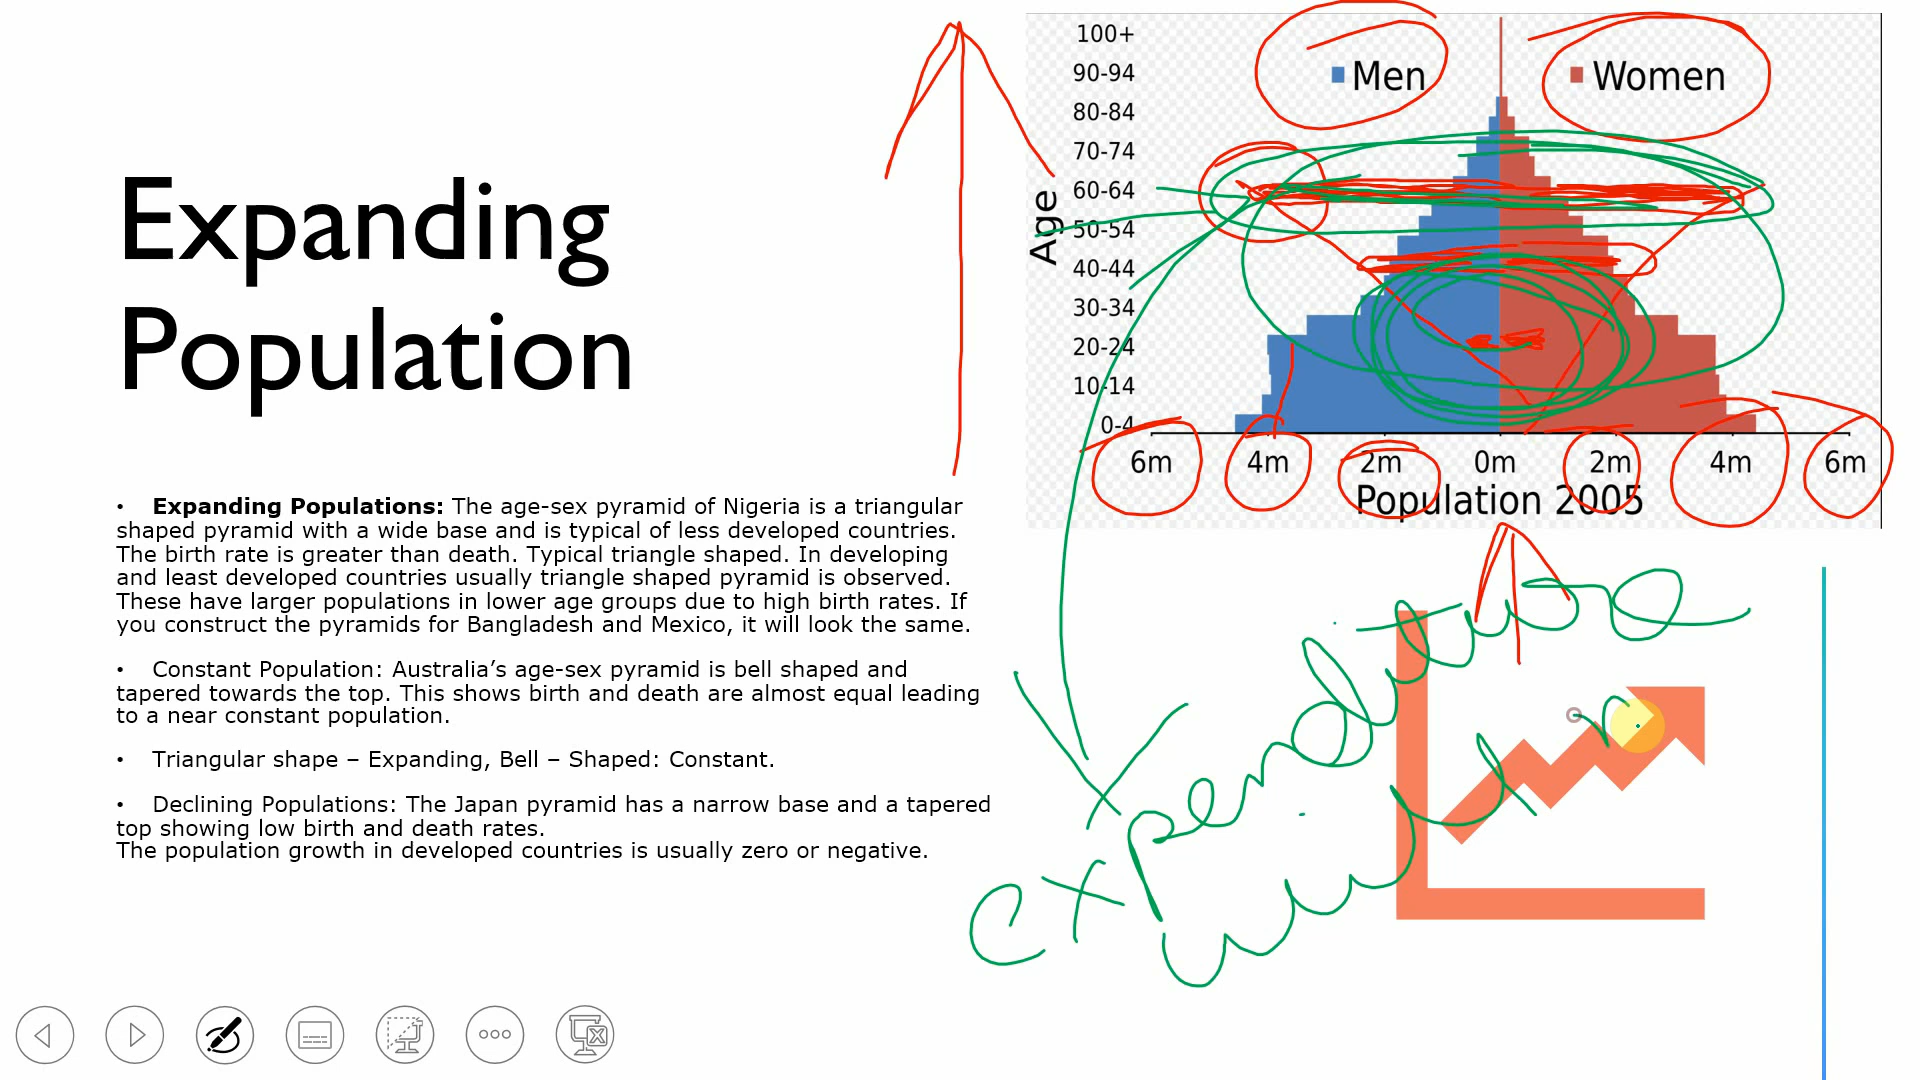 Expanding
Population
• Expanding Populations: The age-sex pyramid of Nigeria is a triangular
shaped pyramid with a wide base and is typical of less developed countries.
The birth rate is greater than death. Typical triangle shaped. In developing
and least developed countries usually triangle shaped pyramid is observed.
These have larger populations in lower age groups due to high birth rates. If
you construct the pyramids for Bangladesh and Mexico, it will look the same.
• Constant Population: Australia’s age-sex pyramid is bell shaped and
tapered towards the top. This shows birth and death are almost equal leading
to a near constant population.
• Triangular shape – Expanding, Bell – Shaped: Constant.
• Declining Populations: The Japan pyramid has a narrow base and a tapered
top showing low birth and death rates.
The population growth in developed countries is usually zero or negative.
Men
Women
Age
100+
90-94
80-84
70-74
60-64
50-54
40-44
30-34
20-24
10-14
0-4
6m 4m 2m 0m 2m 4m 6m
Population 2005
expenditure